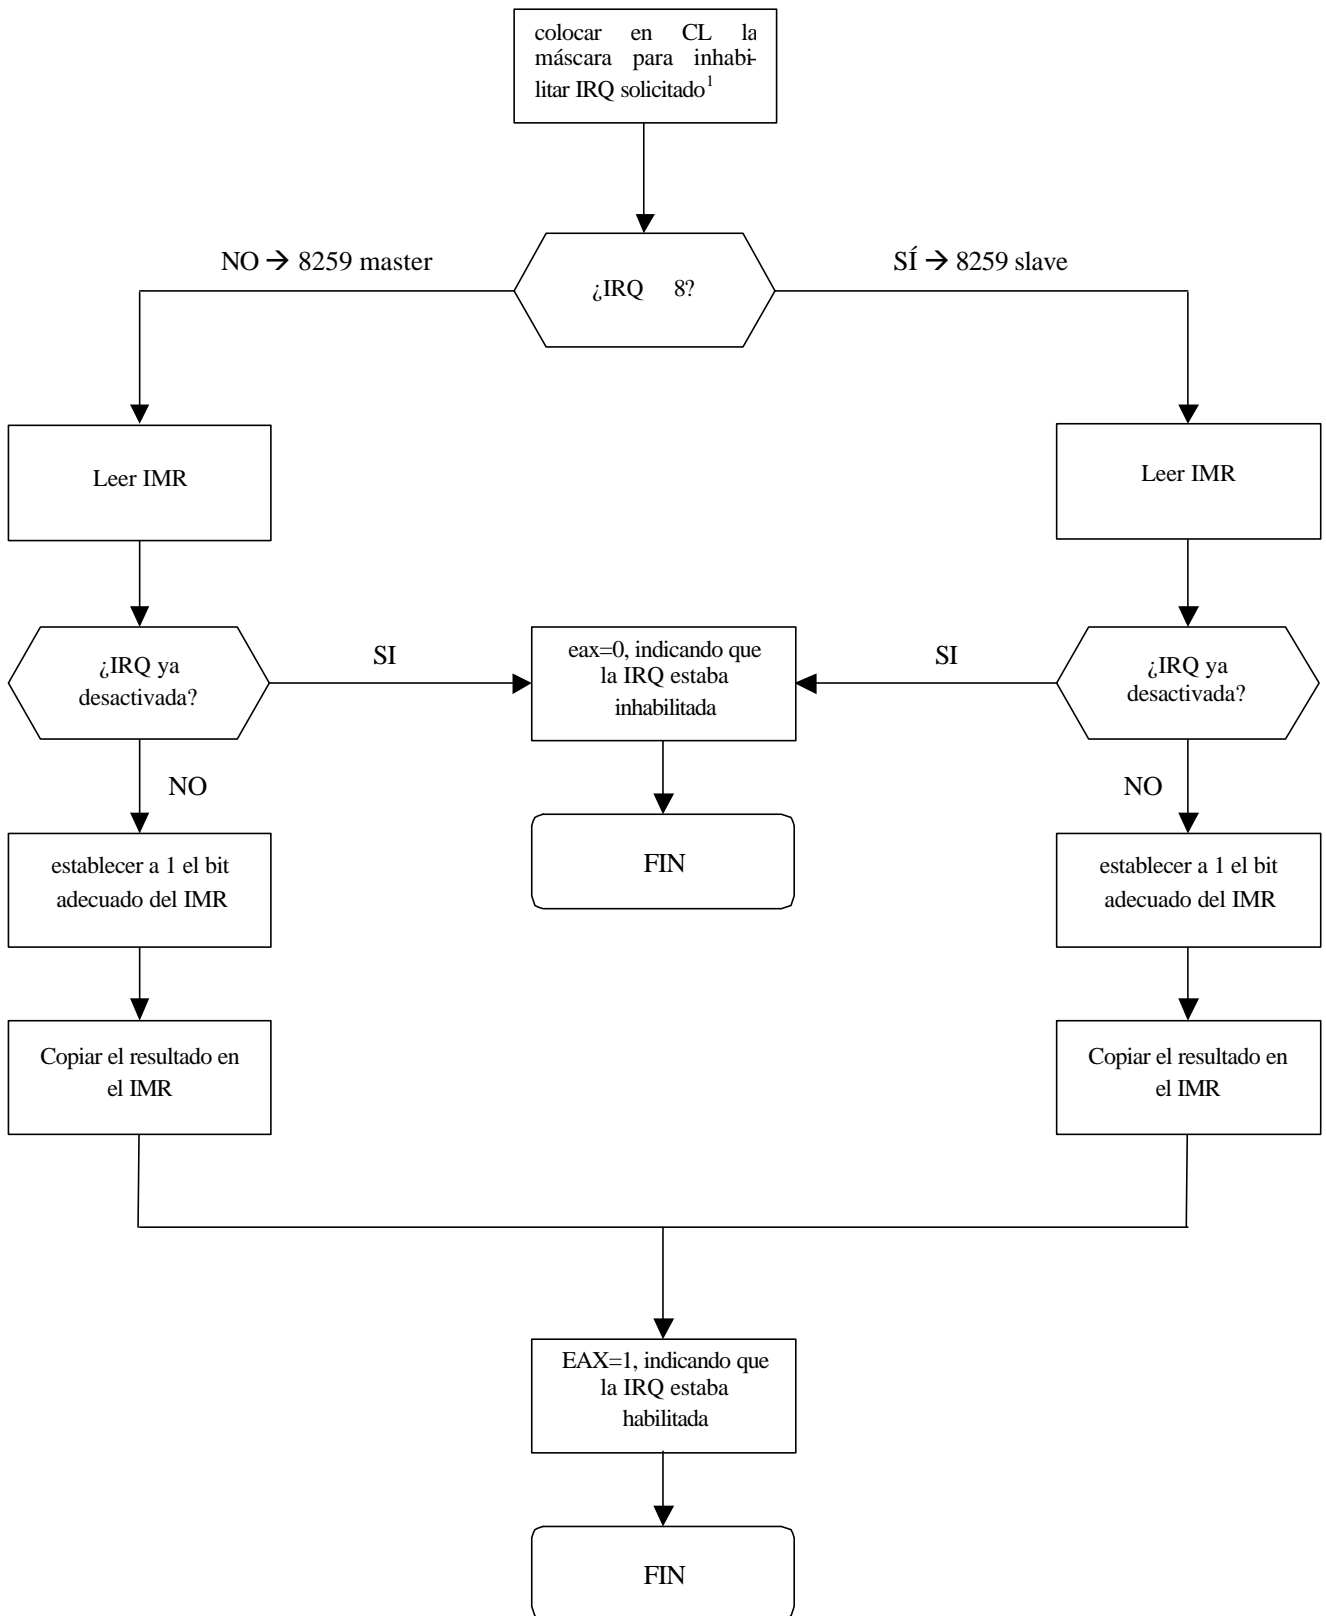 colocar en CL la
máscara para inhabi-
litar IRQ solicitado1
NO → 8259 master
¿IRQ 8?
SÍ → 8259 slave
Leer IMR
Leer IMR
¿IRQ ya
desactivada?
SI
eax=0, indicando que
la IRQ estaba
inhabilitada
SI
¿IRQ ya
desactivada?
NO
NO
establecer a 1 el bit
adecuado del IMR
FIN
establecer a 1 el bit
adecuado del IMR
Copiar el resultado en
el IMR
Copiar el resultado en
el IMR
EAX=1, indicando que
la IRQ estaba
habilitada
FIN